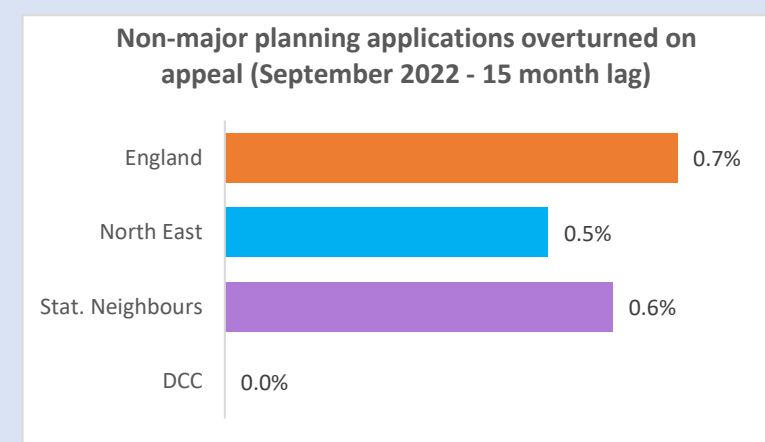 Non-major planning applications overturned on
appeal (September 2022 - 15 month lag)
England 0.7%
North East 0.5%
Stat. Neighbours 0.6%
DCC 0.0%